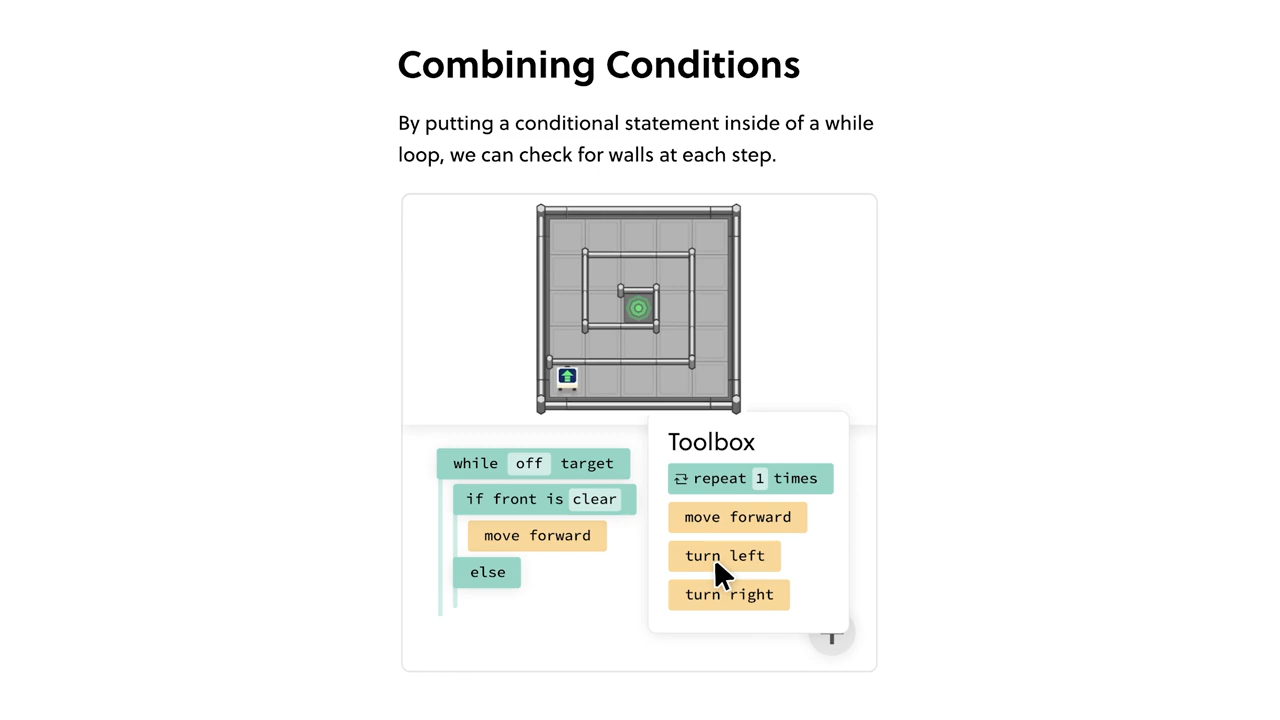 Combining Conditions
By putting a conditional statement inside of a while
loop, we can check for walls at each step.
while off target
if front is clear
move forward
else
Toolbox
repeat 1 times
move forward
turn left
turn right